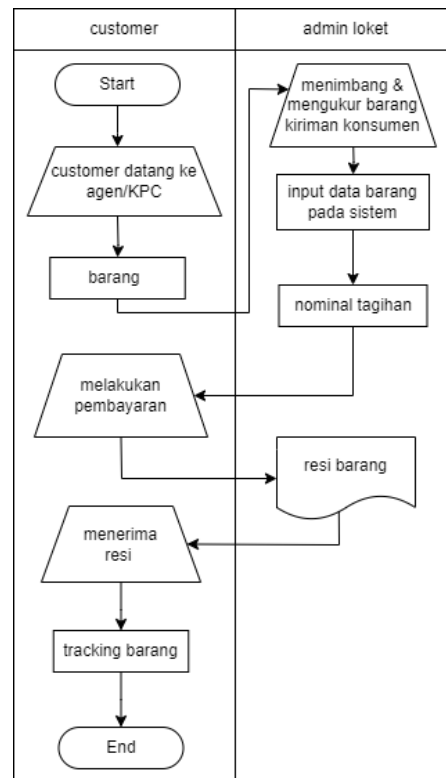 customer
admin loket
Start
customer datang ke
agen/KPC
barang
menimbang &
mengukur barang
kiriman konsumen
input data barang
pada sistem
nominal tagihan
melakukan
pembayaran
resi barang
menerima
resi
tracking barang
End